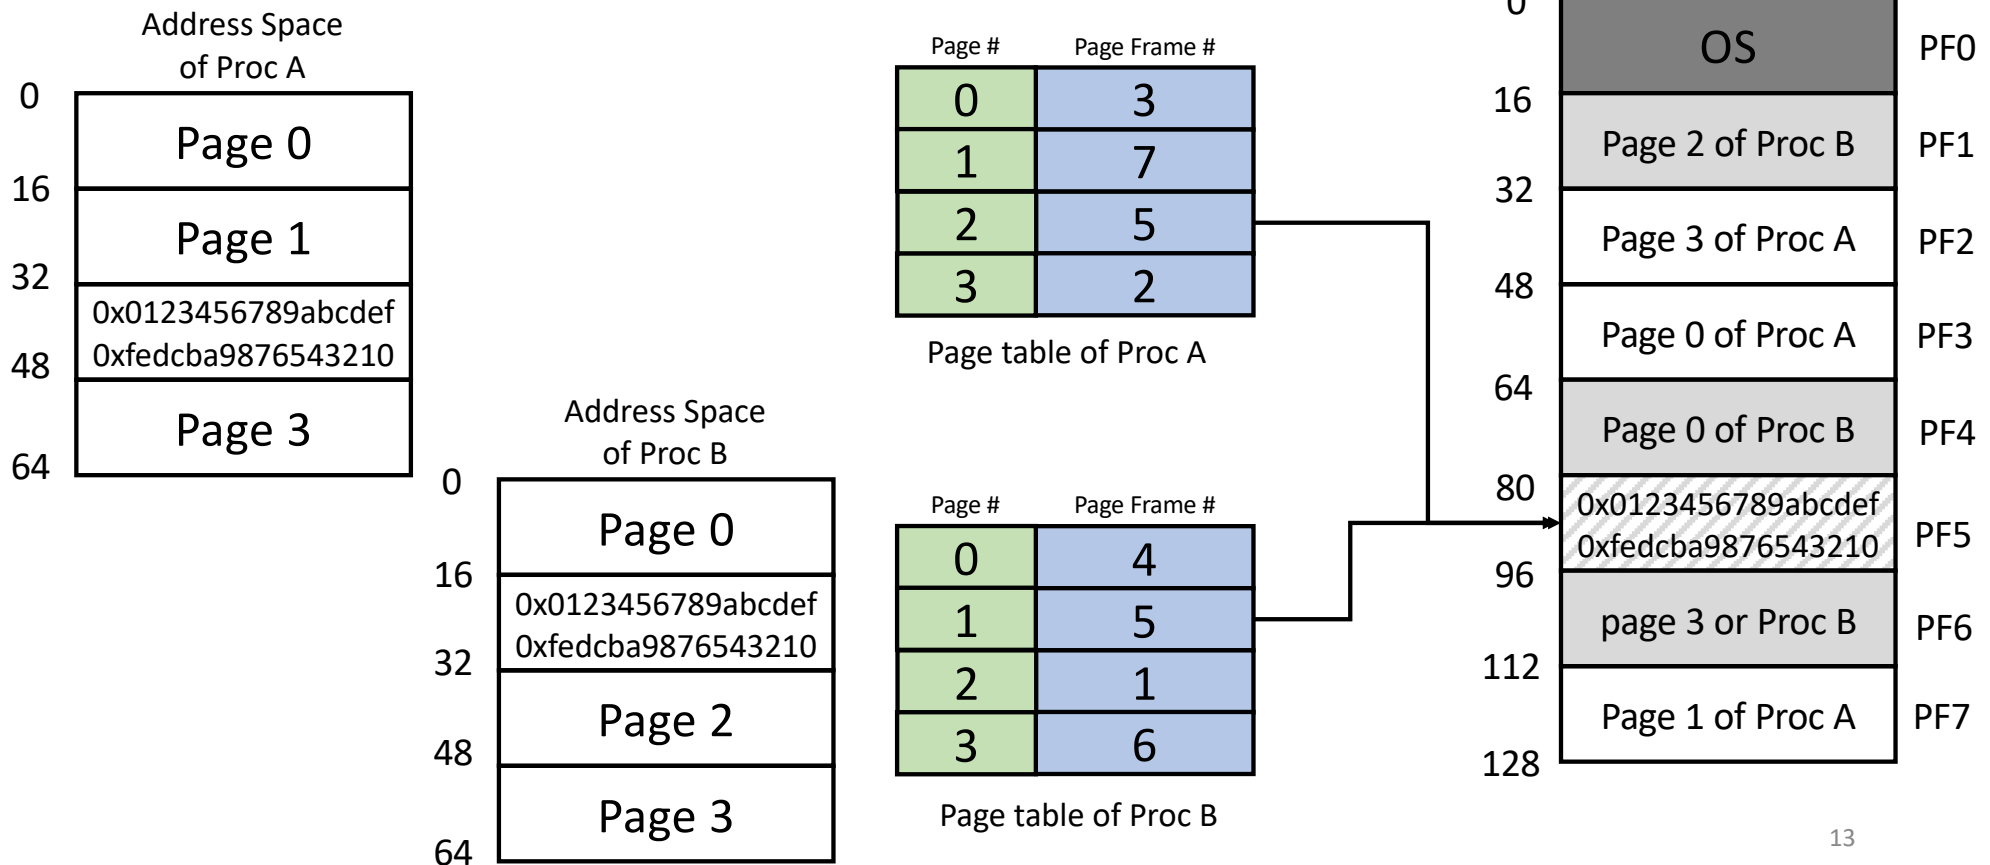 Address Space
of Proc A
0
Page 0
16
Page 1
32
0x0123456789abcdef
0xfedcba9876543210
48
Page 3
64
Address Space
of Proc B
0
Page 0
16
0x0123456789abcdef
0xfedcba9876543210
32
Page 2
48
Page 3
64
Page # Page Frame #
0 3
1 7
2 5
3 2
Page table of Proc A
Page # Page Frame #
0 4
1 5
2 1
3 6
Page table of Proc B
0
OS PF0
16
Page 2 of Proc B PF1
32
Page 3 of Proc A PF2
48
Page 0 of Proc A PF3
64
Page 0 of Proc B PF4
80
0x0123456789abcdef
0xfedcba9876543210 PF5
96
page 3 or Proc B PF6
112
Page 1 of Proc A PF7
128
13